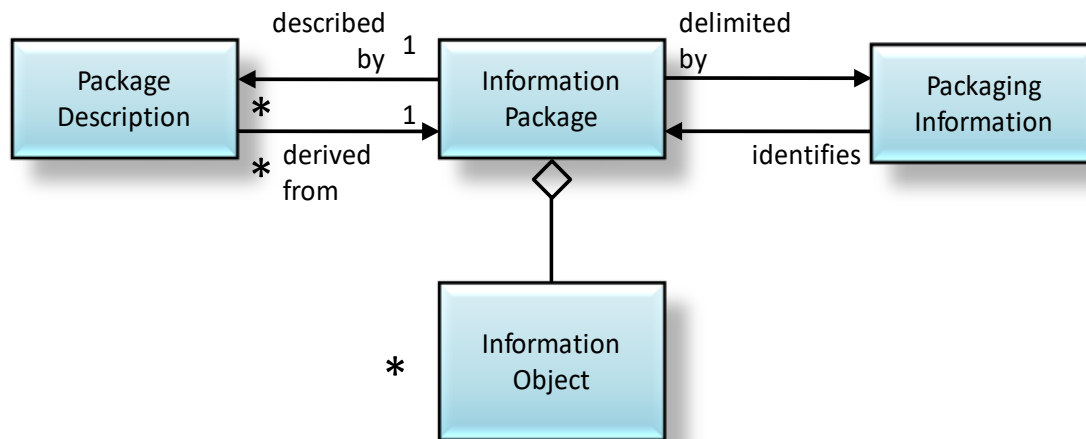 described
by
1
delimited
by
Package
Description
Information
Package
Packaging
Information
*
1
*
derived
from
identifies
*
Information
Object